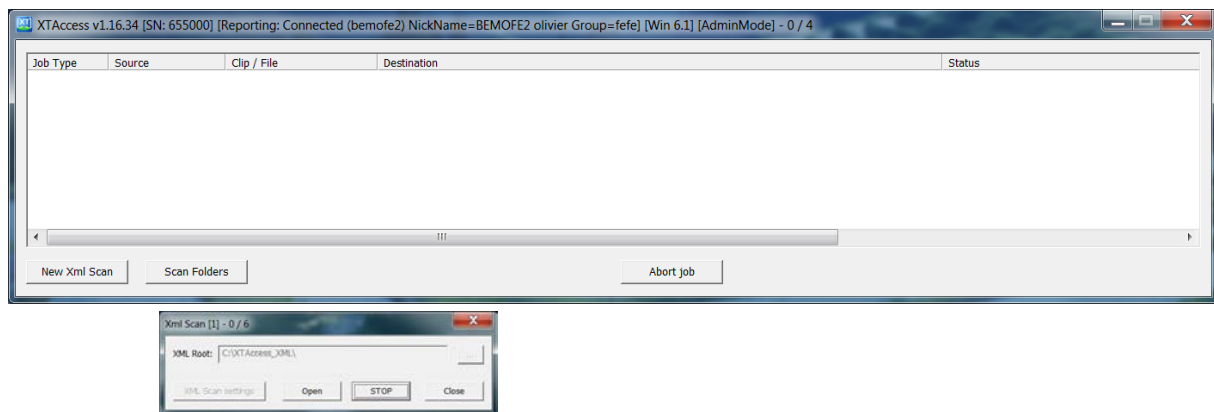 XTAccess v1.16.34 [SN: 655000] [Reporting: Connected (bemofe2) NickName=BEMOFE2 olivier Group=fefe] [Win 6.1] [AdminMode] - 0 / 4
Job Type Source Clip / File Destination Status
New Xml Scan Scan Folders Abort job
Xml Scan [1] - 0 / 6
XML Root: C:\XTAccess_XML\ ...
XML Scan settings Open STOP Close